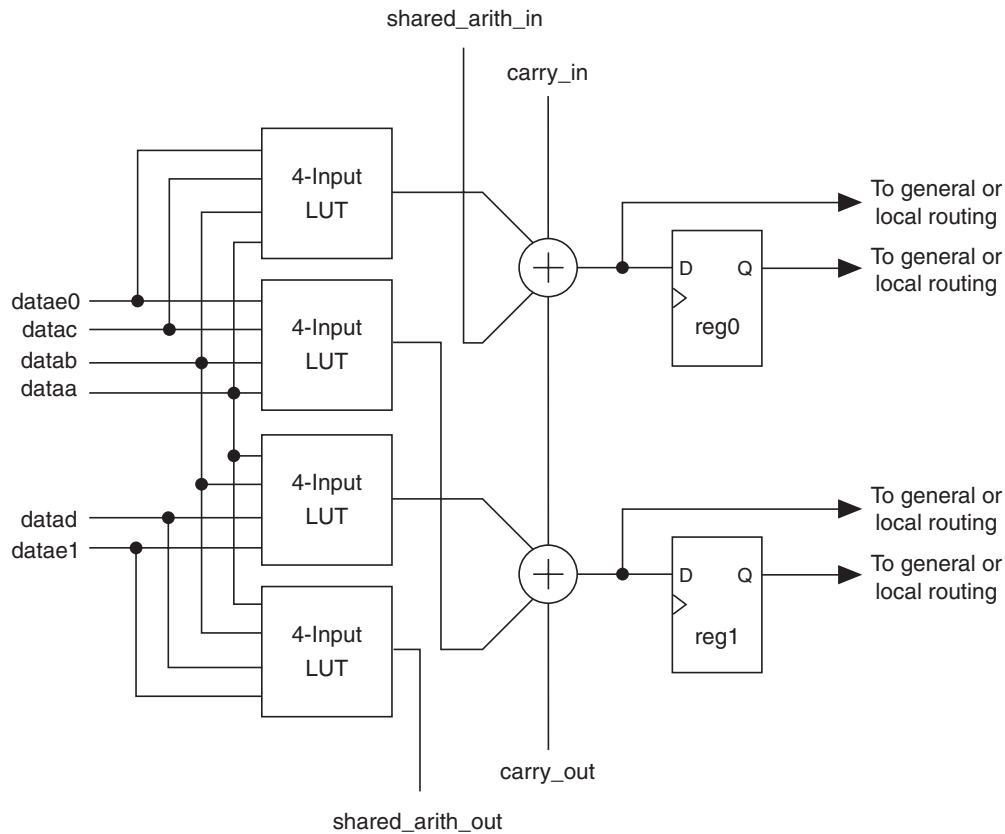 shared_arith_in
carry_in
4-Input
LUT
To general or
local routing
D Q
To general or
local routing
reg0
datae0
datac
datab
dataa
4-Input
LUT
4-Input
LUT
To general or
local routing
datad
datae1
D Q
To general or
local routing
reg1
4-Input
LUT
carry_out
shared_arith_out